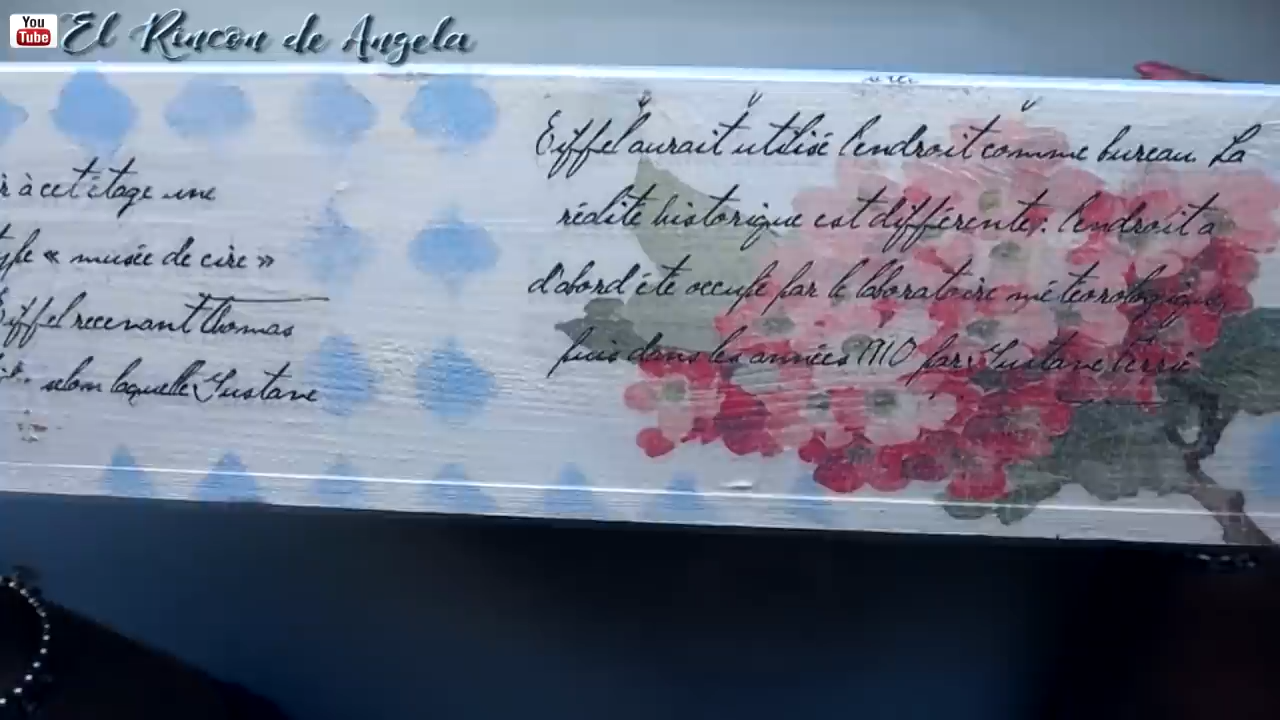 You
Tube
El Rincon de Angela
r à cet étage une
type « musée de cire »
Eiffel recevant Thomas
selon laquelle Gustave
Eiffel aurait utilisé l'endroit comme bureau. La
réalité historique est différente : l'endroit a
d'abord été occupé par le laboratoire météorologique,
puis dans les années 1910 par Gustave Ferrié